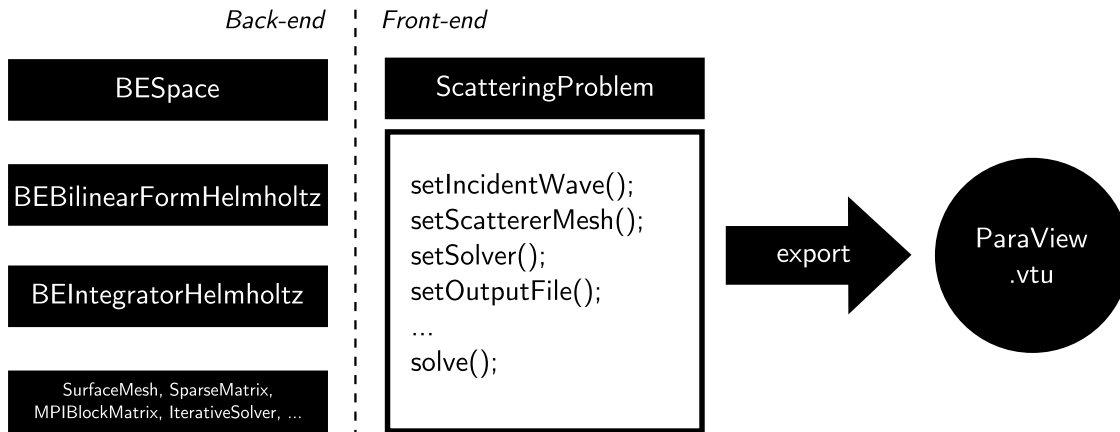 Back-end
Front-end
BESpace
BEBilinearFormHelmholtz
BEIntegratorHelmholtz
SurfaceMesh, SparseMatrix,
MPIBlockMatrix, IterativeSolver, ...
ScatteringProblem
setIncidentWave();
setScattererMesh();
setSolver();
setOutputFile();
...
solve();
export
ParaView
.vtu